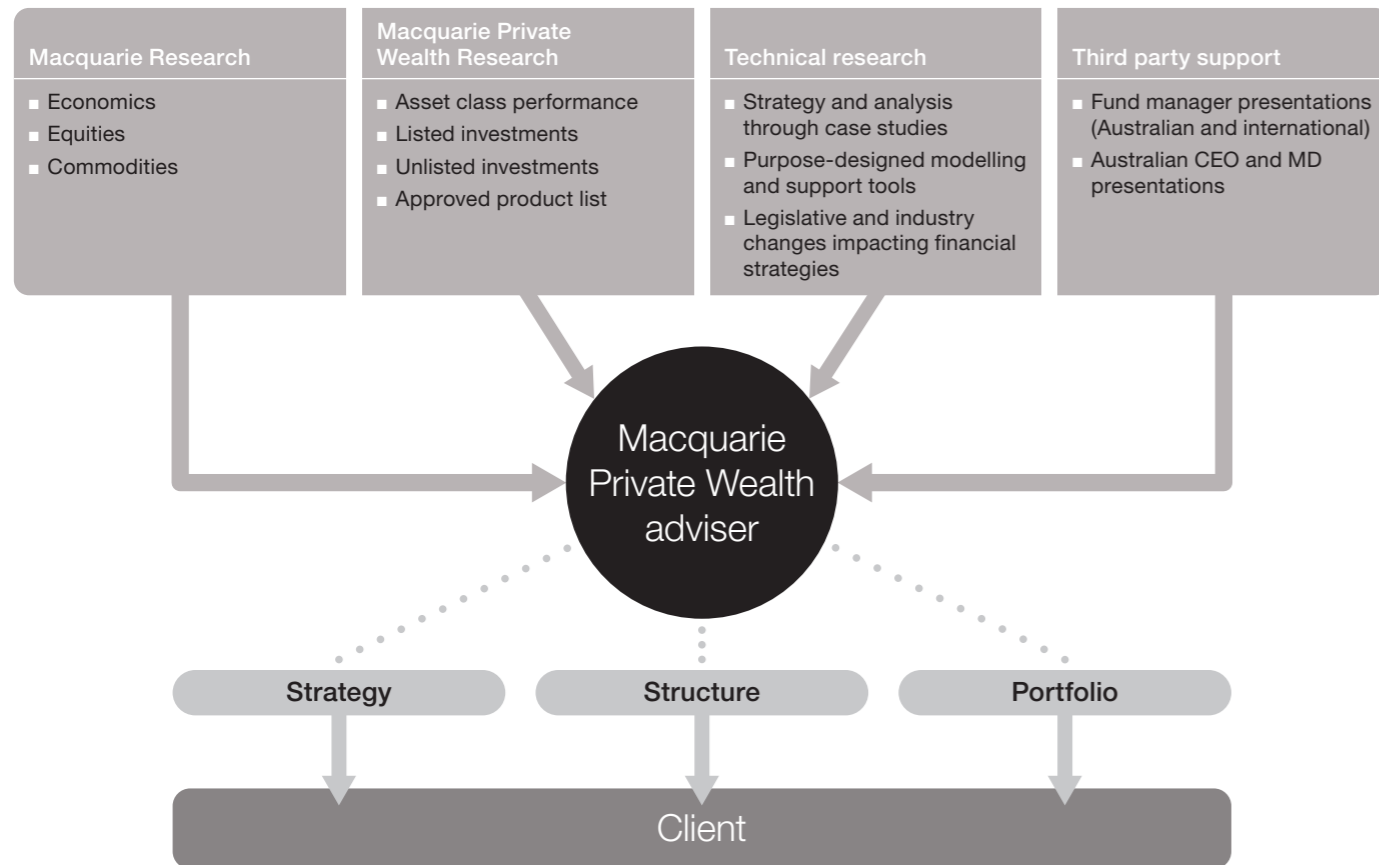 Macquarie Research
■ Economics
■ Equities
■ Commodities
Macquarie Private
Wealth Research
■ Asset class performance
■ Listed investments
■ Unlisted investments
■ Approved product list
Technical research
■ Strategy and analysis
through case studies
■ Purpose-designed modelling
and support tools
■ Legislative and industry
changes impacting financial
strategies
Third party support
■ Fund manager presentations
(Australian and international)
■ Australian CEO and MD
presentations
Macquarie
Private Wealth
adviser
Strategy
Structure
Portfolio
Client